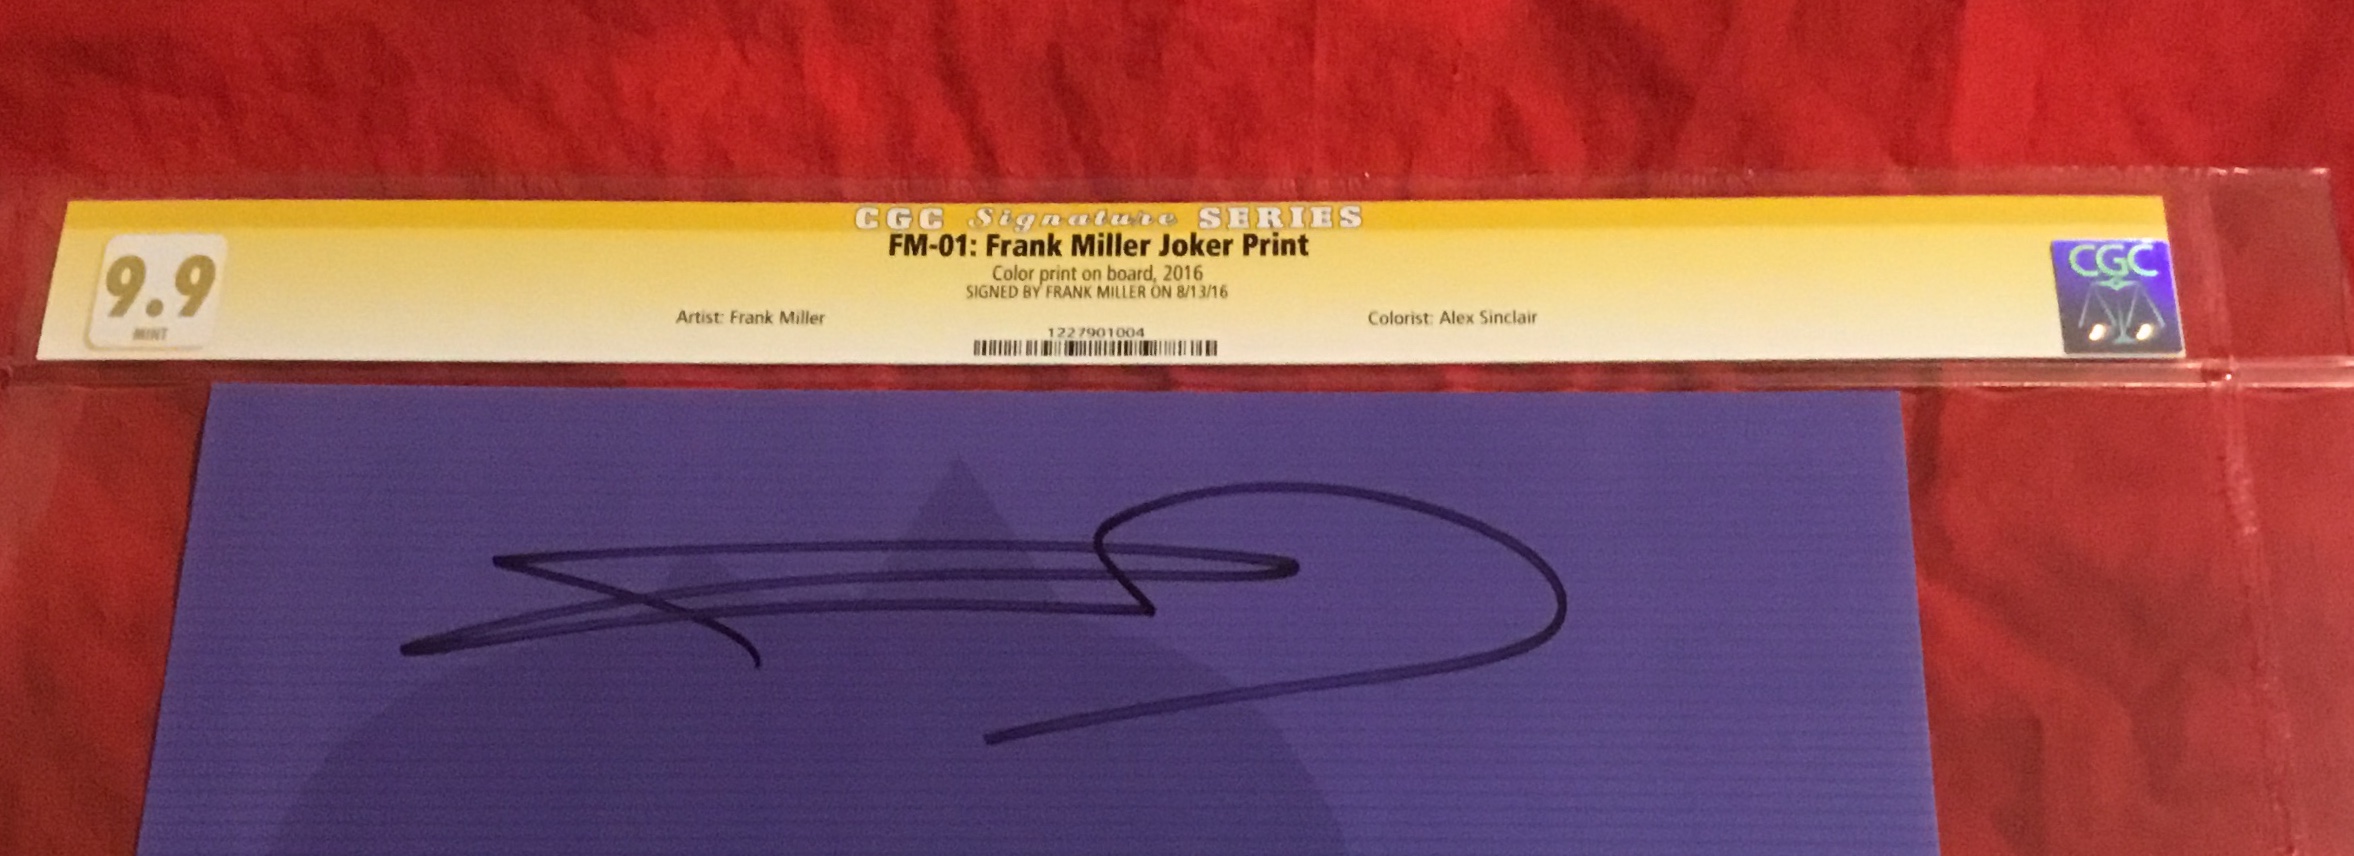 CGC Signature SERIES
FM-01: Frank Miller Joker Print
Color print on board, 2016
SIGNED BY FRANK MILLER ON 8/13/16
Artist: Frank Miller
Colorist: Alex Sinclair
1227901004
9.9
MINT
CGC